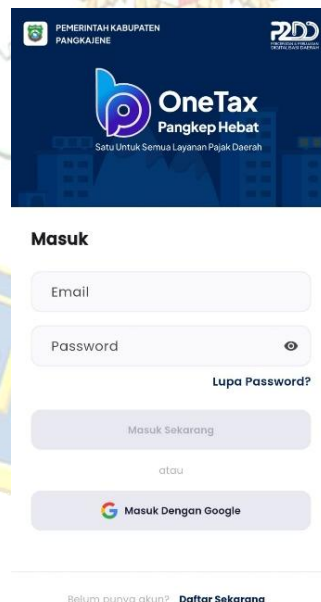 PEMERINTAH KABUPATEN
PANGKAJENE
P2DD
OneTax
Pangkep Hebat
Satu Untuk Semua Layanan Pajak Daerah
Masuk
Email
Password
Lupa Password?
Masuk Sekarang
atau
Masuk Dengan Google
Belum punya akun? Daftar Sekarang